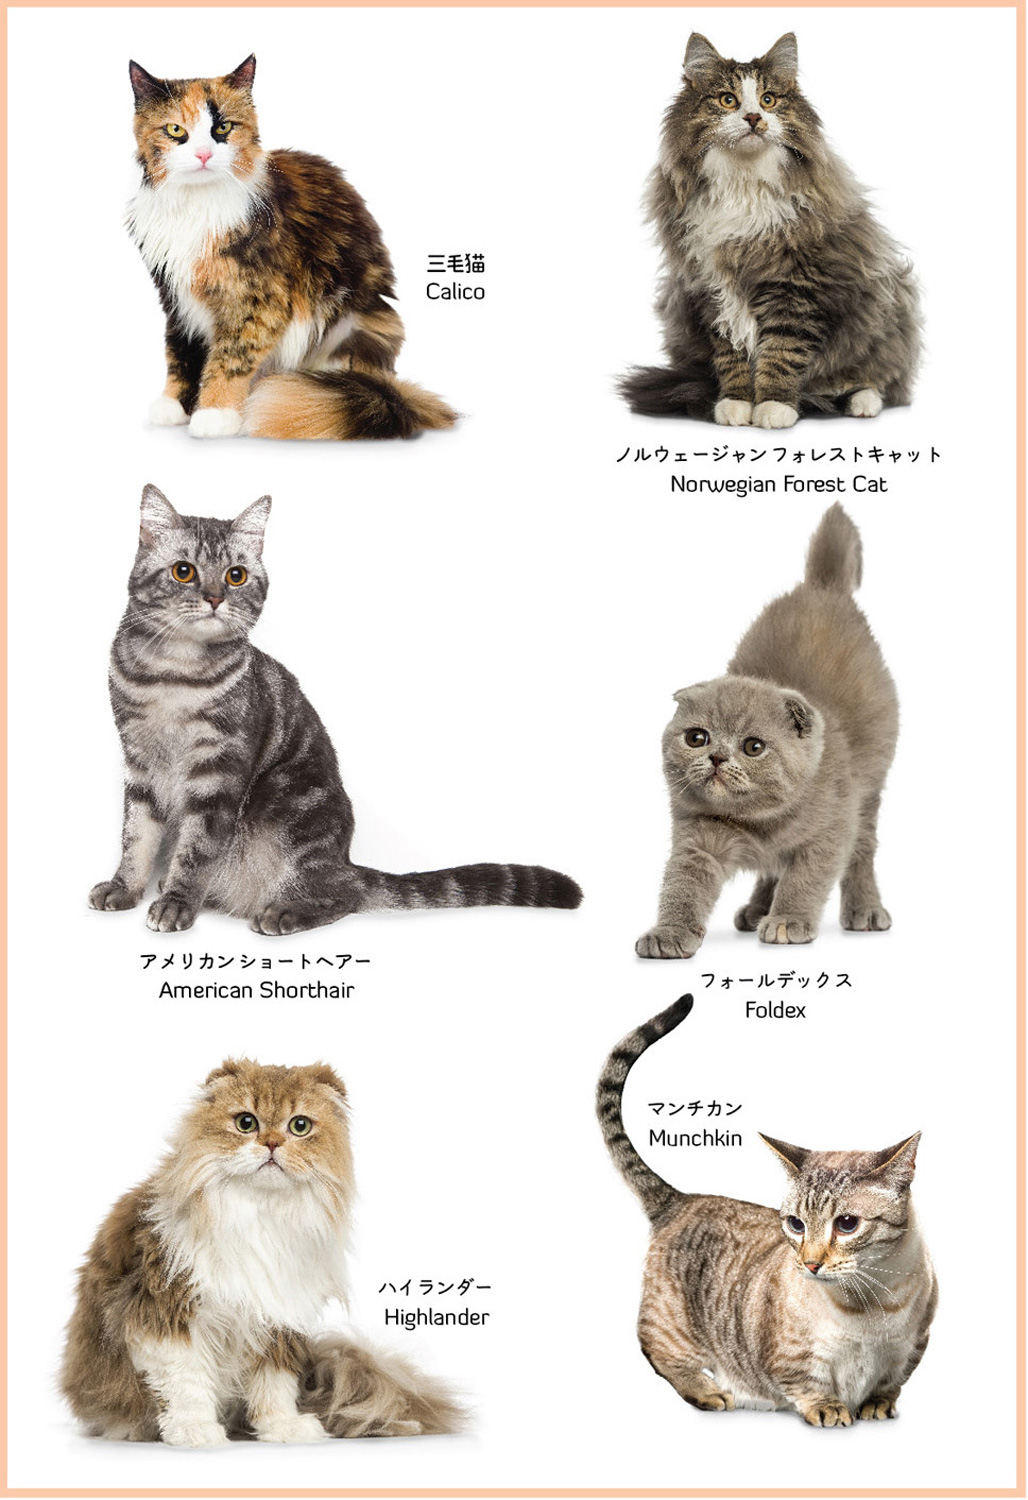 三毛猫
Calico
ノルウェージャンフォレストキャット
Norwegian Forest Cat
アメリカンショートヘアー
American Shorthair
フォールデックス
Foldex
マンチカン
Munchkin
ハイランダー
Highlander